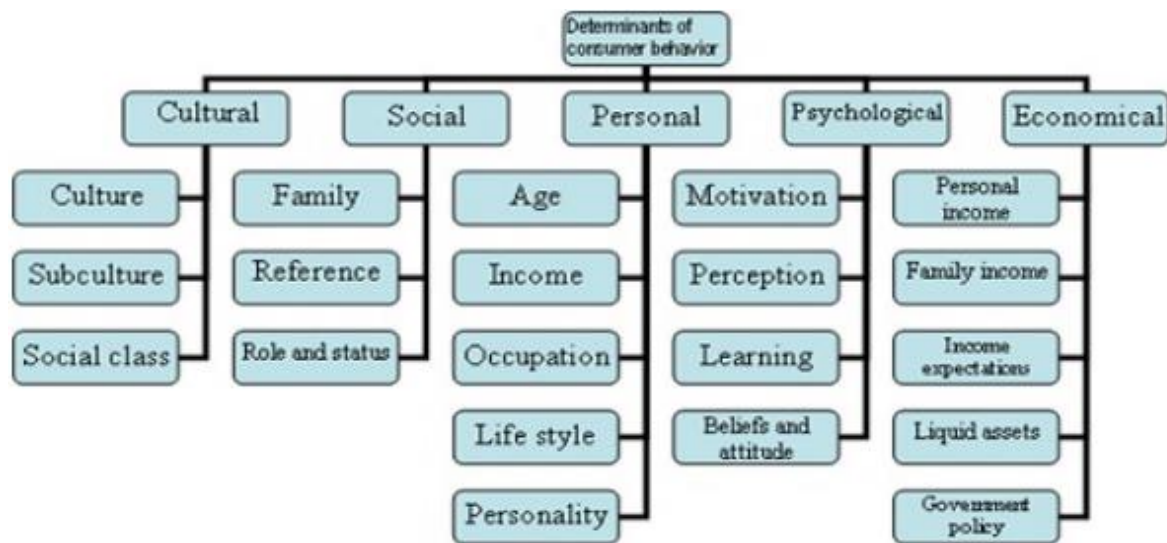 Determinants of
consumer behavior
Cultural
Social
Personal
Psychological
Economical
Culture
Subculture
Social class
Family
Reference
Role and status
Age
Income
Occupation
Life style
Personality
Motivation
Perception
Learning
Beliefs and
attitude
Personal
income
Family income
Income
expectations
Liquid assets
Government
policy